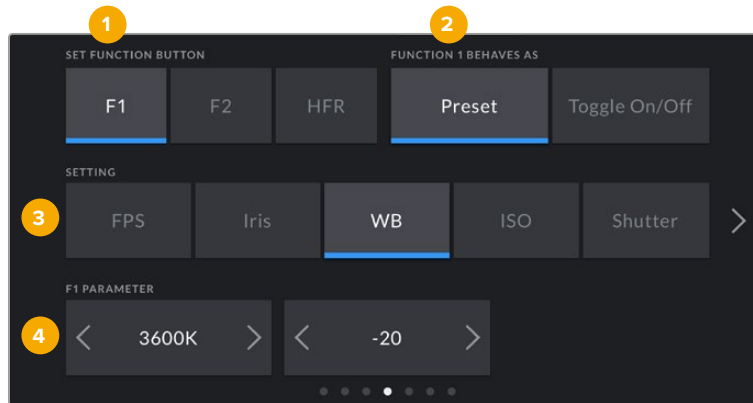 1
2
SET FUNCTION BUTTON
FUNCTION 1 BEHAVES AS
F1
F2
HFR
Preset
Toggle On/Off
SETTING
3
FPS
Iris
WB
ISO
Shutter
F1 PARAMETER
4
3600K
-20